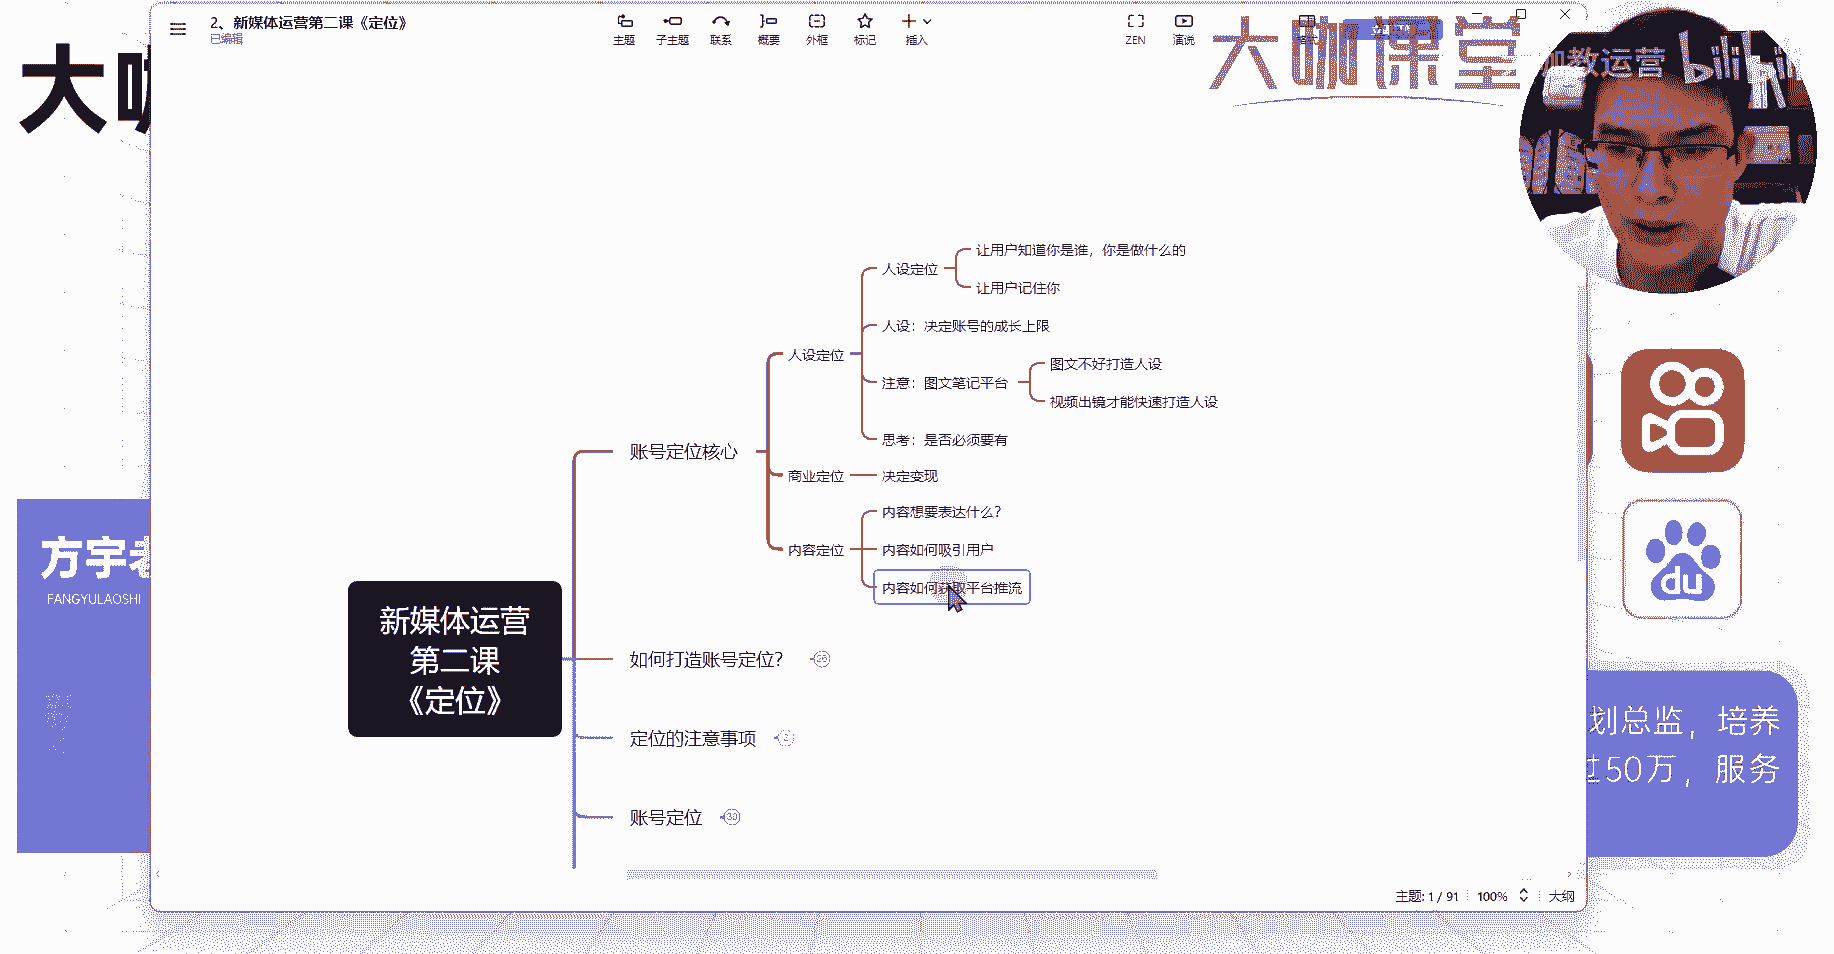 2、新媒体运营第二课《定位》
已编辑
主题
子主题
联系
概要
外框
标记
插入
ZEN
演说
大咖课堂
咖教运营 bilibili
大咖
让用户知道你是谁，你是做什么的
人设定位
让用户记住你
人设：决定账号的成长上限
人设定位
图文不好打造人设
注意：图文笔记平台
视频出镜才能快速打造人设
思考：是否必须要有
账号定位核心
商业定位
决定变现
内容想要表达什么？
内容定位
内容如何吸引用户
内容如何获取平台推流
方宇老
FANGYULAOSHI
新媒体运营
第二课
《定位》
如何打造账号定位？
定位的注意事项
2
账号定位
30
du
划总监，培养
过50万，服务
主题: 1 / 91
100%
大纲